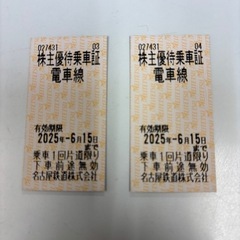 027431 03
株主優待乗車証
電車線
有効期限
2025年-6月15日
まで
乗車1回片道限り
下車前途無効
名古屋鉄道株式会社
027431 04
株主優待乗車証
電車線
有効期限
2025年-6月15日
まで
乗車1回片道限り
下車前途無効
名古屋鉄道株式会社